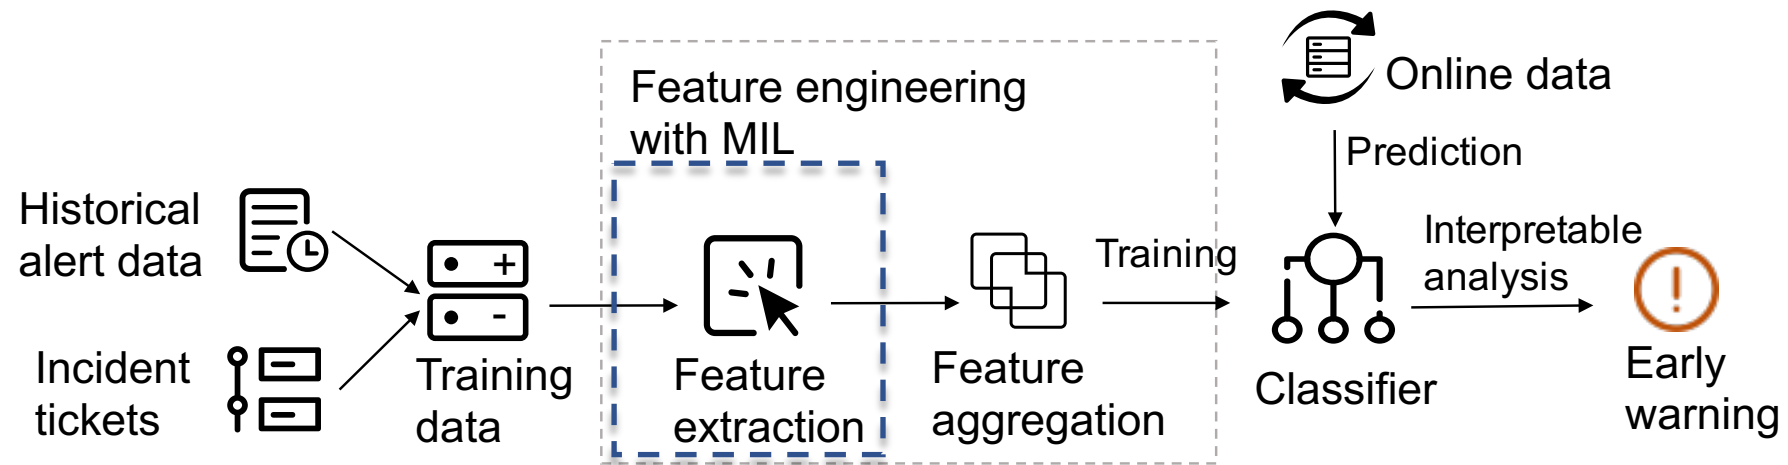 Historical
alert data
Incident
tickets
Training
data
Feature engineering
with MIL
Feature
extraction
Feature
aggregation
Training
Online data
Prediction
Classifier
Interpretable
analysis
Early
warning